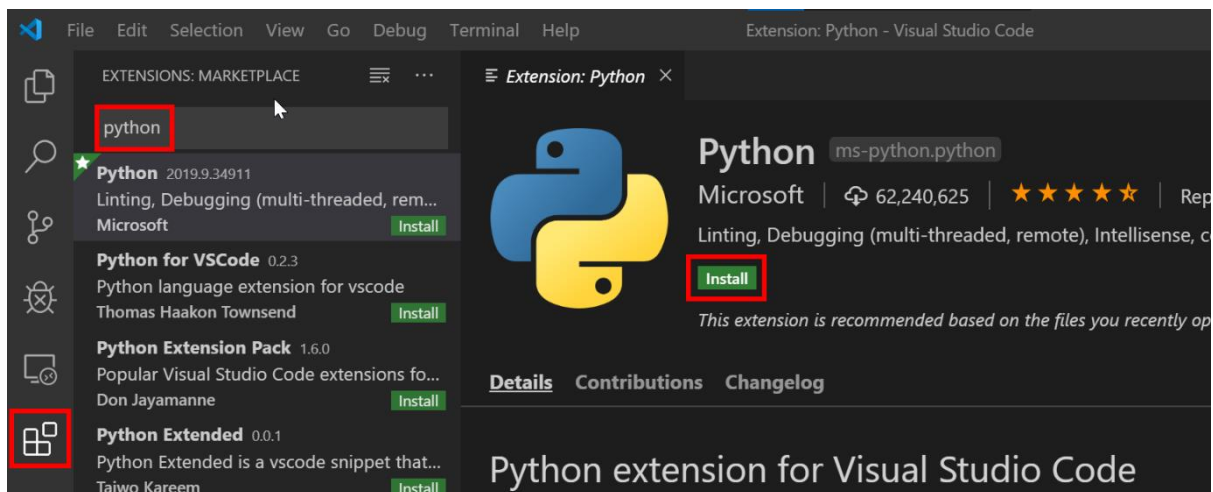 File Edit Selection View Go Debug Terminal Help
Extension: Python - Visual Studio Code
EXTENSIONS: MARKETPLACE
python
Python 2019.9.34911
Linting, Debugging (multi-threaded, rem...
Microsoft Install
Python for VSCode 0.2.3
Python language extension for vscode
Thomas Haakon Townsend Install
Python Extension Pack 1.6.0
Popular Visual Studio Code extensions fo...
Don Jayamanne Install
Python Extended 0.0.1
Python Extended is a vscode snippet that...
Taiwo Kareem Install
Extension: Python
Python ms-python.python
Microsoft 62,240,625 Rep
Linting, Debugging (multi-threaded, remote), Intellisense, c
Install
This extension is recommended based on the files you recently op
Details Contributions Changelog
Python extension for Visual Studio Code